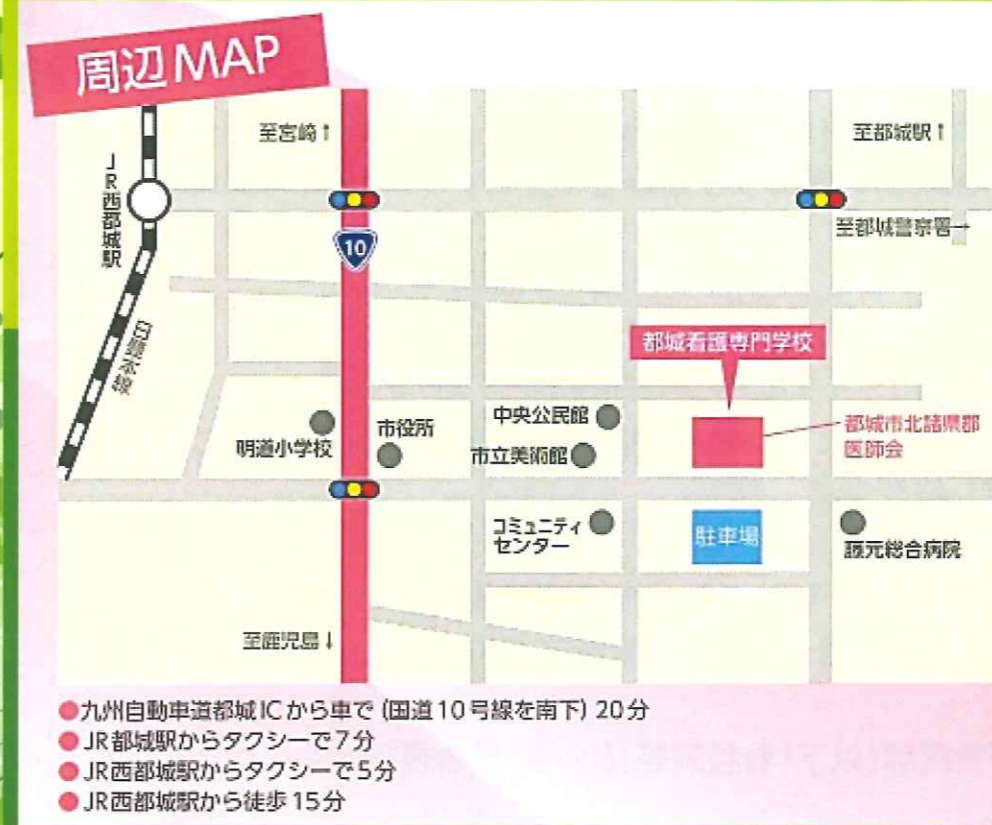 周辺MAP
至宮崎↑
至都城駅↑
JR西都城駅
10
至都城警察署→
日豊本線
都城看護専門学校
中央公民館
市役所
都城市北諸県郡
医師会
明道小学校
市立美術館
コミュニティ
センター
駐車場
藤元総合病院
至鹿児島↓
●九州自動車道都城ICから車で(国道10号線を南下)20分
●JR都城駅からタクシーで7分
●JR西都城駅からタクシーで5分
●JR西都城駅から徒歩15分